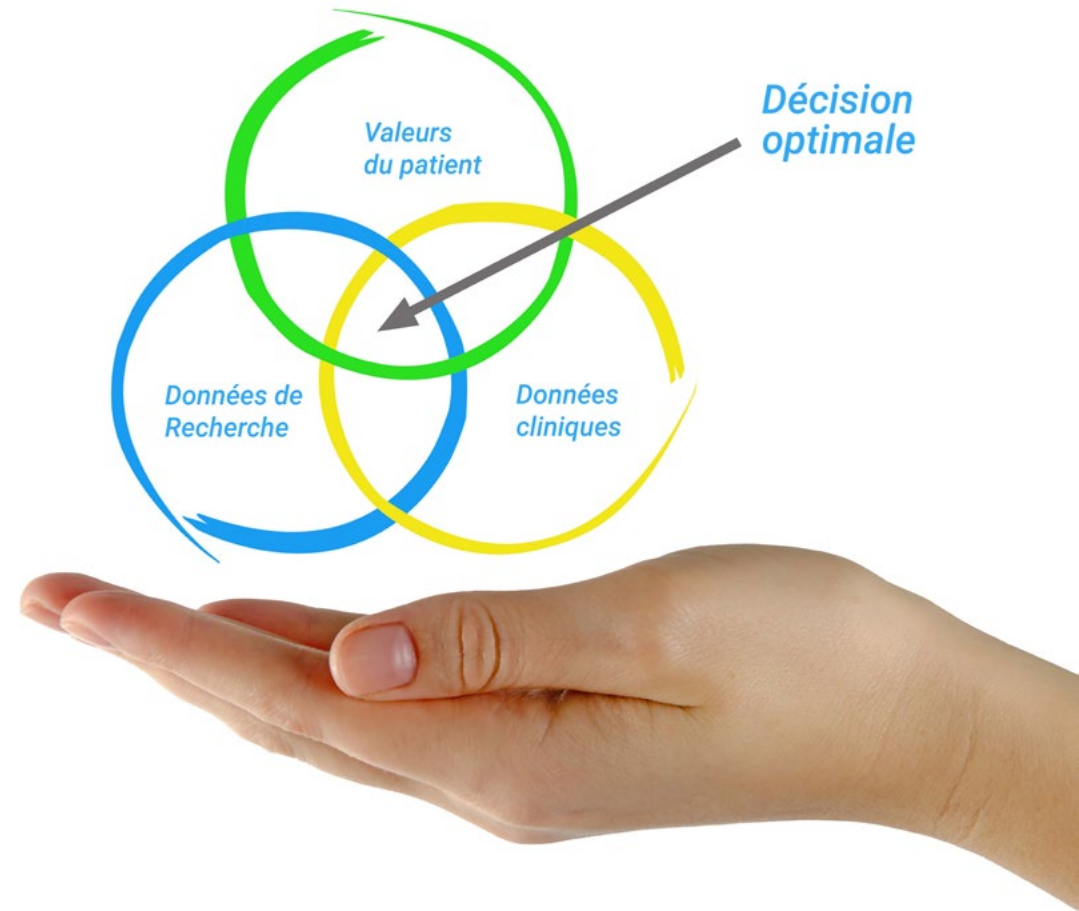 Décision
optimale
Valeurs
du patient
Données de
Recherche
Données
cliniques